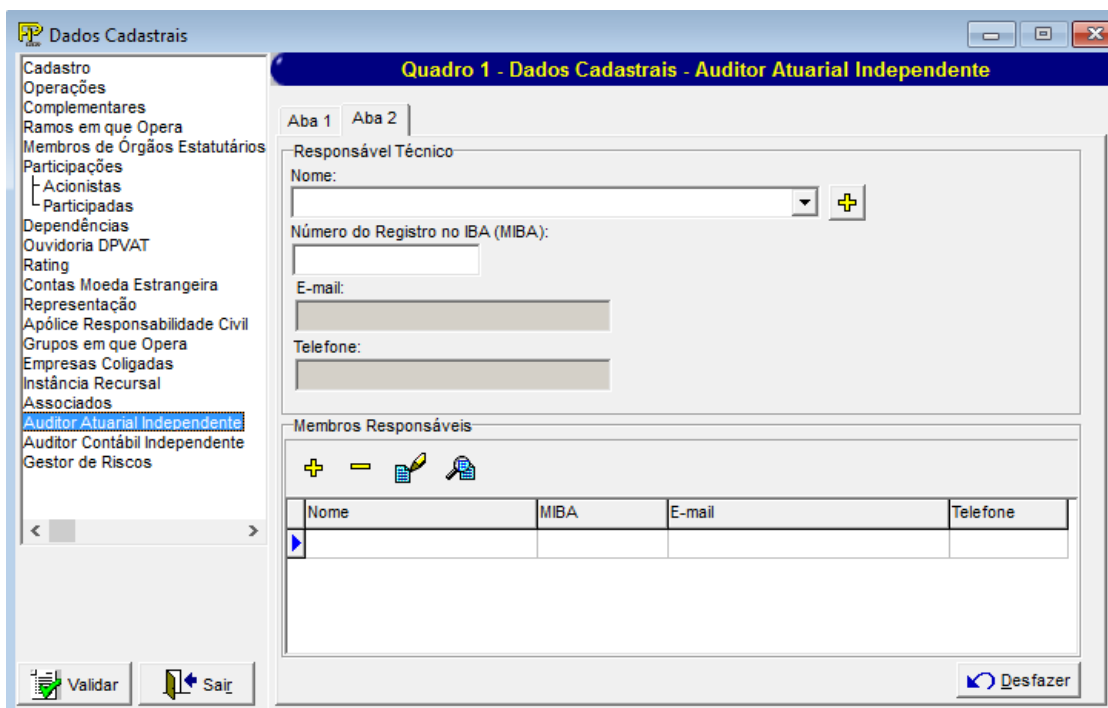 Dados Cadastrais
Cadastro
Operações
Complementares
Ramos em que Opera
Membros de Órgãos Estatutários
Participações
Acionistas
Participadas
Dependências
Ouvidoria DPVAT
Rating
Contas Moeda Estrangeira
Representação
Apólice Responsabilidade Civil
Grupos em que Opera
Empresas Coligadas
Instância Recursal
Associados
Auditor Atuarial Independente
Auditor Contábil Independente
Gestor de Riscos
Validar
Sair
Quadro 1 - Dados Cadastrais - Auditor Atuarial Independente
Aba 1 Aba 2
Responsável Técnico
Nome:
Número do Registro no IBA (MIBA):
E-mail:
Telefone:
Membros Responsáveis
Nome MIBA E-mail Telefone
Desfazer